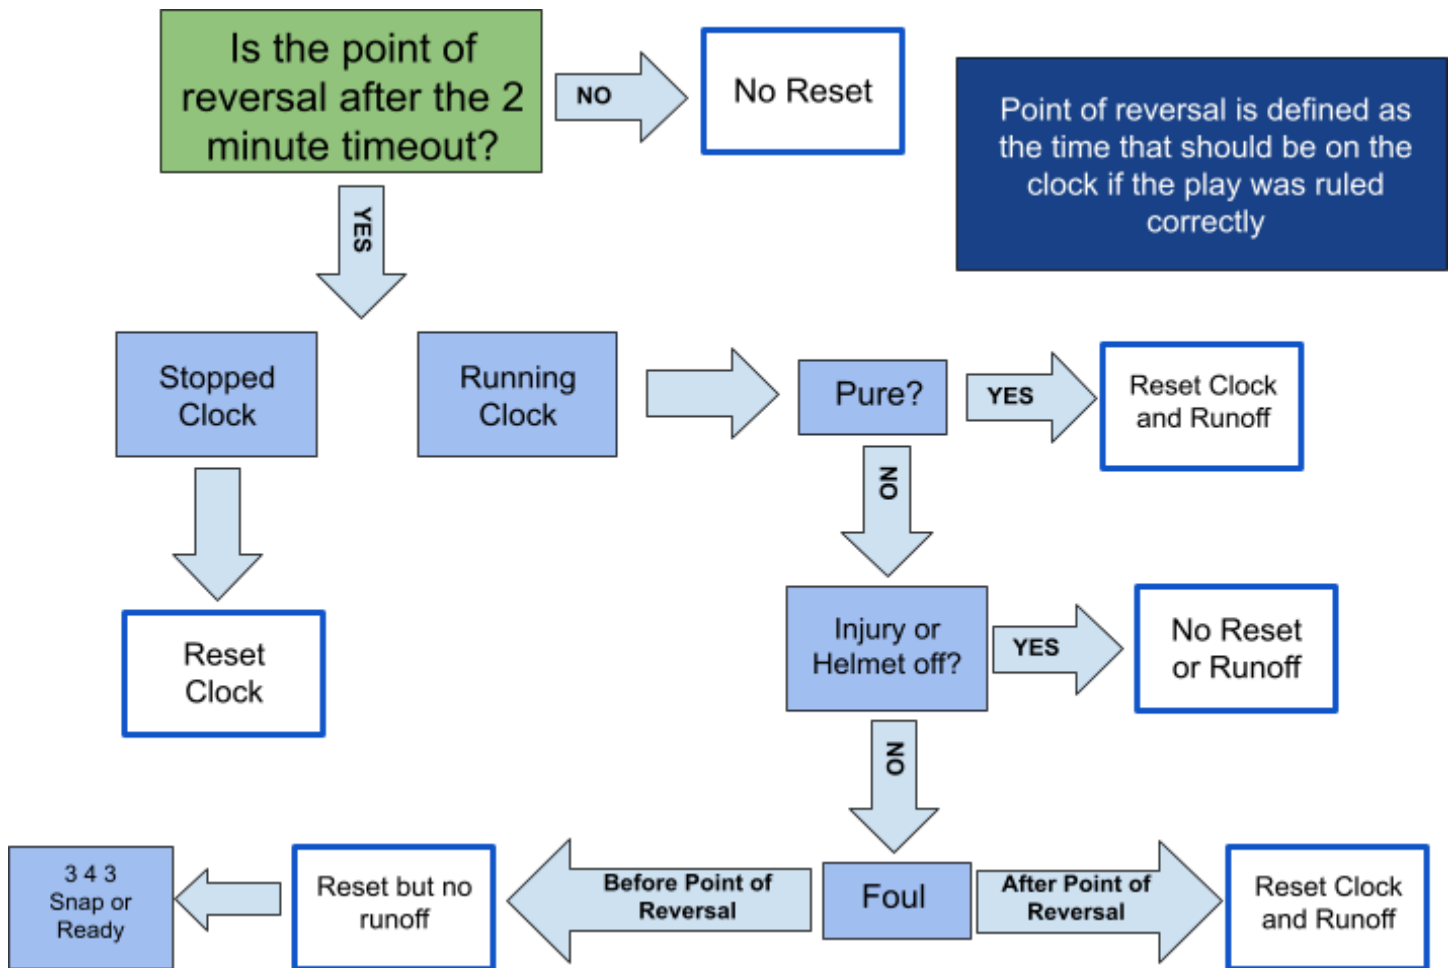 Is the point of
reversal after the 2
minute timeout?
NO
No Reset
Point of reversal is defined as
the time that should be on the
clock if the play was ruled
correctly
YES
Stopped
Clock
Running
Clock
Pure?
YES
Reset Clock
and Runoff
NO
Reset
Clock
Injury or
Helmet off?
YES
No Reset
or Runoff
NO
3 4 3
Snap or
Ready
Reset but no
runoff
Before Point of
Reversal
Foul
After Point of
Reversal
Reset Clock
and Runoff